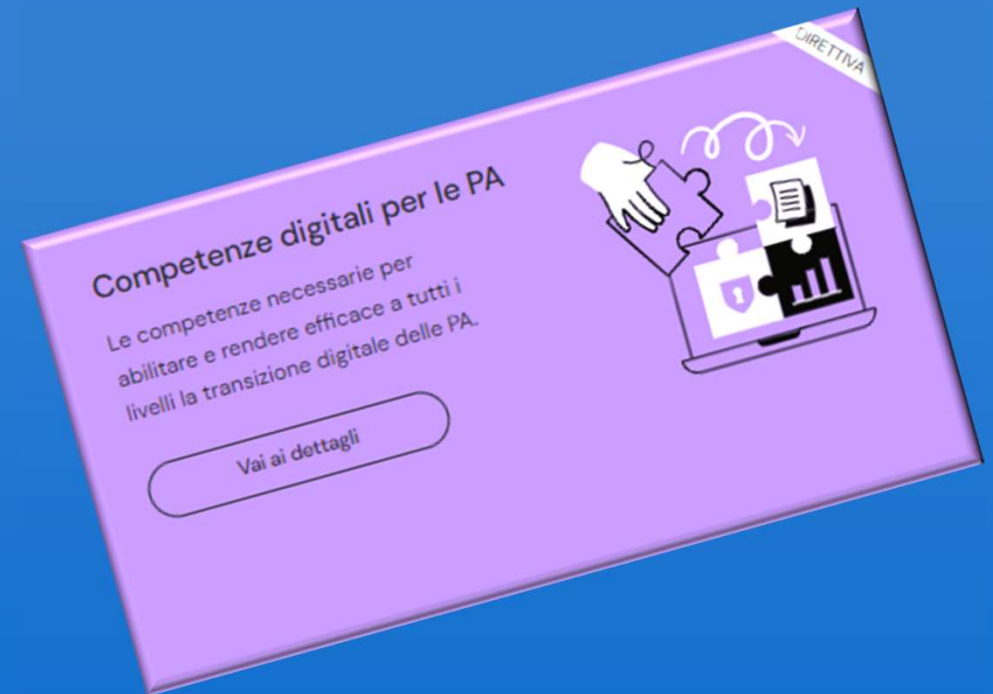 DIRETTIVA
Competenze digitali per le PA
Le competenze necessarie per
abilitare e rendere efficace a tutti i
livelli la transizione digitale delle PA.
Vai ai dettagli